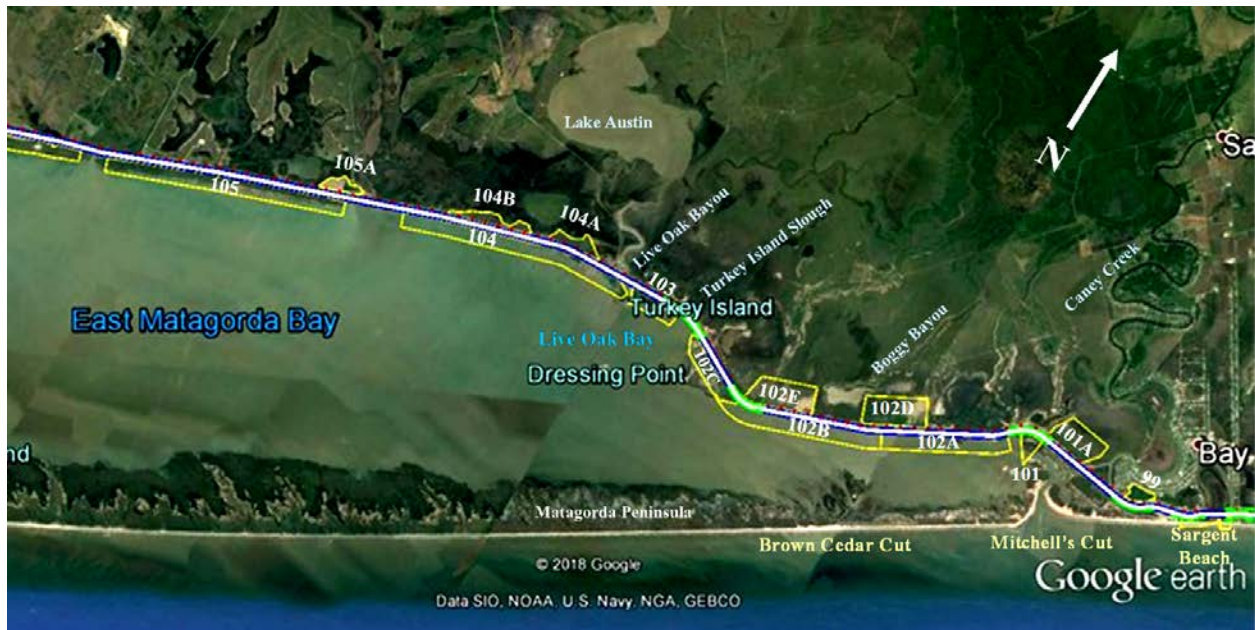 Sa
Lake Austin
N
105A
105
104B
104A
104
Live Oak Bayou
Turkey Island Slough
Caney Creek
103
Turkey Island
East Matagorda Bay
Live Oak Bay
Boggy Bayou
Dressing Point
102C
102E
102D
102B
102A
101A
101
Bay
nd
99
Matagorda Peninsula
Brown Cedar Cut
Mitchell's Cut
Sargent
Beach
© 2018 Google
Google earth
Data SIO, NOAA, U.S. Navy, NGA, GEBCO